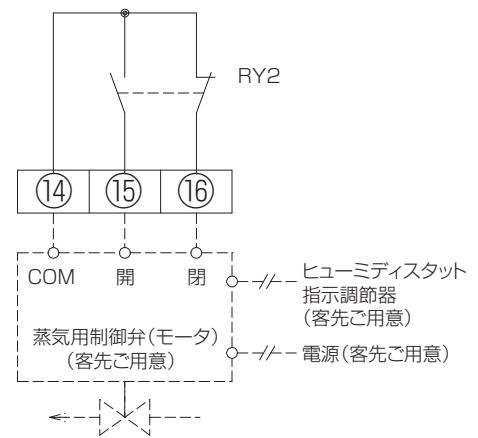 RY2
⑭ ⑮ ⑯
COM 開 閉
ヒューミディスタット
指示調節器
(客先ご用意)
蒸気用制御弁(モータ)
(客先ご用意)
電源(客先ご用意)